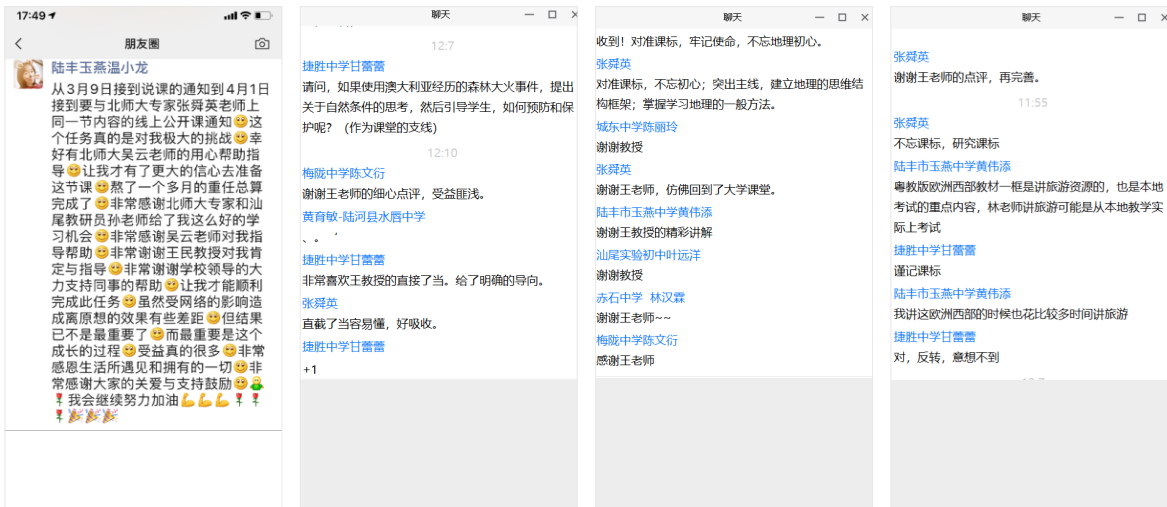 17:49
朋友圈
陆丰玉燕温小龙
从3月9日接到说课的通知到4月1日
接到要与北师大专家张舜英老师上
同一节内容的线上公开课通知😊这
个任务真的是对我极大的挑战😊幸
好有北师大吴云老师的用心帮助指
导😊让我才有了更大的信心去准备
这节课😊熬了一个多月的重任总算
完成了😊非常感谢北师大专家和汕
尾教研员孙老师给了我这么好的学
习机会😊非常感谢吴云老师对我指
导帮助😊非常谢谢王民教授对我肯
定与指导😊非常谢谢学校领导的大
力支持同事的帮助😊让我才能顺利
完成此任务😊虽然受网络的影响造
成离原想的效果有些差距😊但结果
已不是最重要了😊而最重要是这个
成长的过程😊受益真的很多😊非常
感恩生活所遇见和拥有的一切😊非
常感谢大家的关爱与支持鼓励😊
🌹我会继续努力加油💪💪💪🌹🌹
🌹🎉🎉🎉
聊天
12:7
捷胜中学甘蕾蕾
请问，如果使用澳大利亚经历的森林大火事件，提出
关于自然条件的思考，然后引导学生，如何预防和保
护呢？（作为课堂的支线）
12:10
梅陇中学陈文衍
谢谢王老师的细心点评，受益匪浅。
黄育敏-陆河县水唇中学
、。 ′
捷胜中学甘蕾蕾
非常喜欢王教授的直接了当。给了明确的导向。
张舜英
直截了当容易懂，好吸收。
捷胜中学甘蕾蕾
+1
聊天
收到！对准课标，牢记使命，不忘地理初心。
张舜英
对准课标，不忘初心；突出主线，建立地理的思维结
构框架；掌握学习地理的一般方法。
城东中学陈丽玲
谢谢教授
张舜英
谢谢王老师，仿佛回到了大学课堂。
陆丰市玉燕中学黄伟添
谢谢王教授的精彩讲解
汕尾实验初中叶远洋
谢谢教授
赤石中学 林汉霖
谢谢王老师~~
梅陇中学陈文衍
感谢王老师
聊天
张舜英
谢谢王老师的点评，再完善。
11:55
张舜英
不忘课标，研究课标
陆丰市玉燕中学黄伟添
粤教版欧洲西部教材一框是讲旅游资源的，也是本地
考试的重点内容，林老师讲旅游可能是从本地教学实
际上考试
捷胜中学甘蕾蕾
谨记课标
陆丰市玉燕中学黄伟添
我讲这欧洲西部的时候也花比较多时间讲旅游
捷胜中学甘蕾蕾
对，反转，意想不到